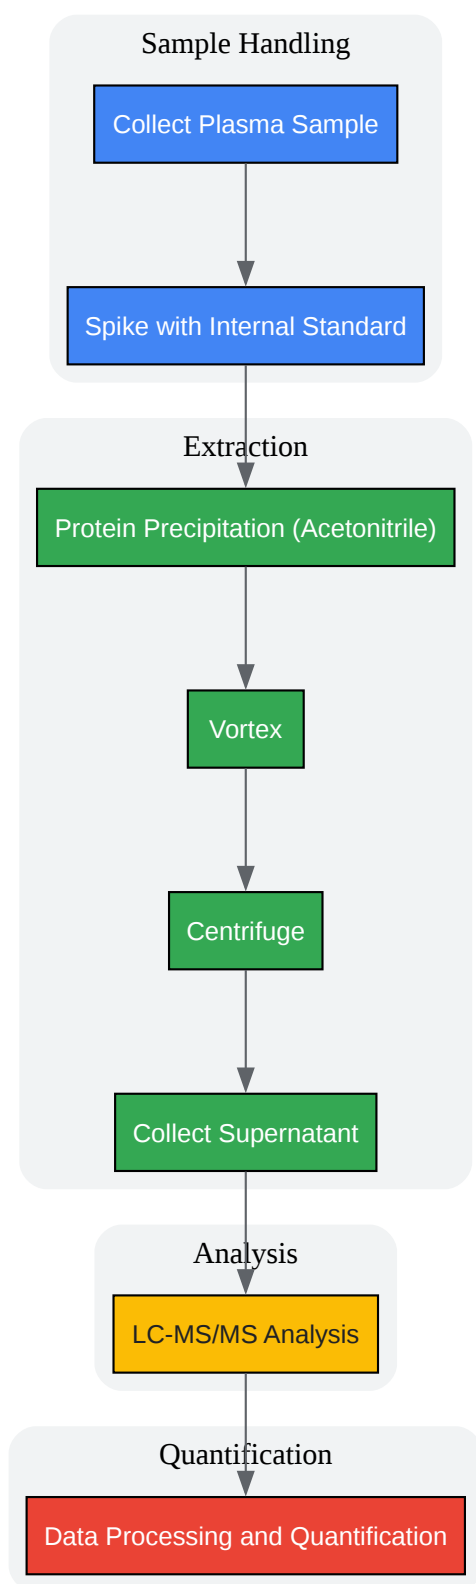 Sample Handling
Collect Plasma Sample
Spike with Internal Standard
Extraction
Protein Precipitation (Acetonitrile)
Vortex
Centrifuge
Collect Supernatant
Analysis
LC-MS/MS Analysis
Quantification
Data Processing and Quantification